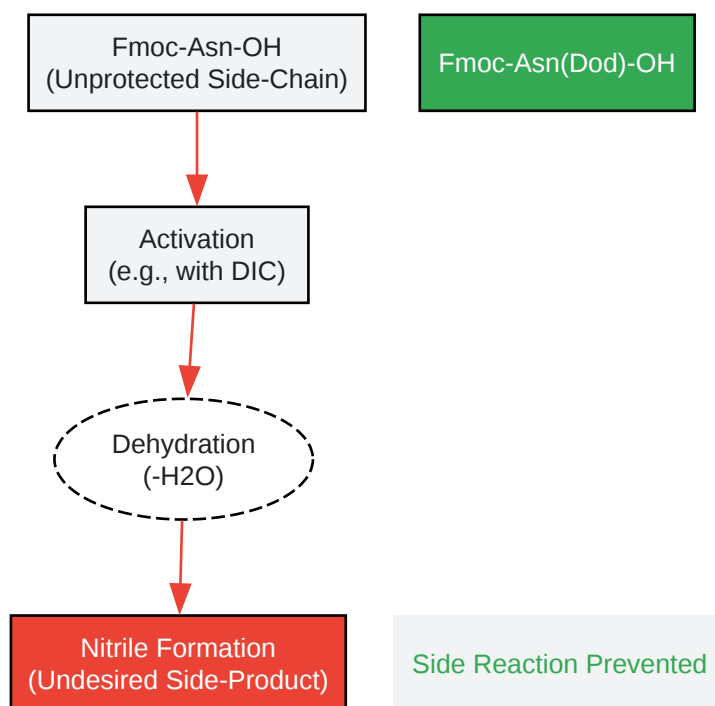 Fmoc-Asn-OH
(Unprotected Side-Chain)
Fmoc-Asn(Dod)-OH
Activation
(e.g., with DIC)
Dehydration
(-H2O)
Nitrile Formation
(Undesired Side-Product)
Side Reaction Prevented